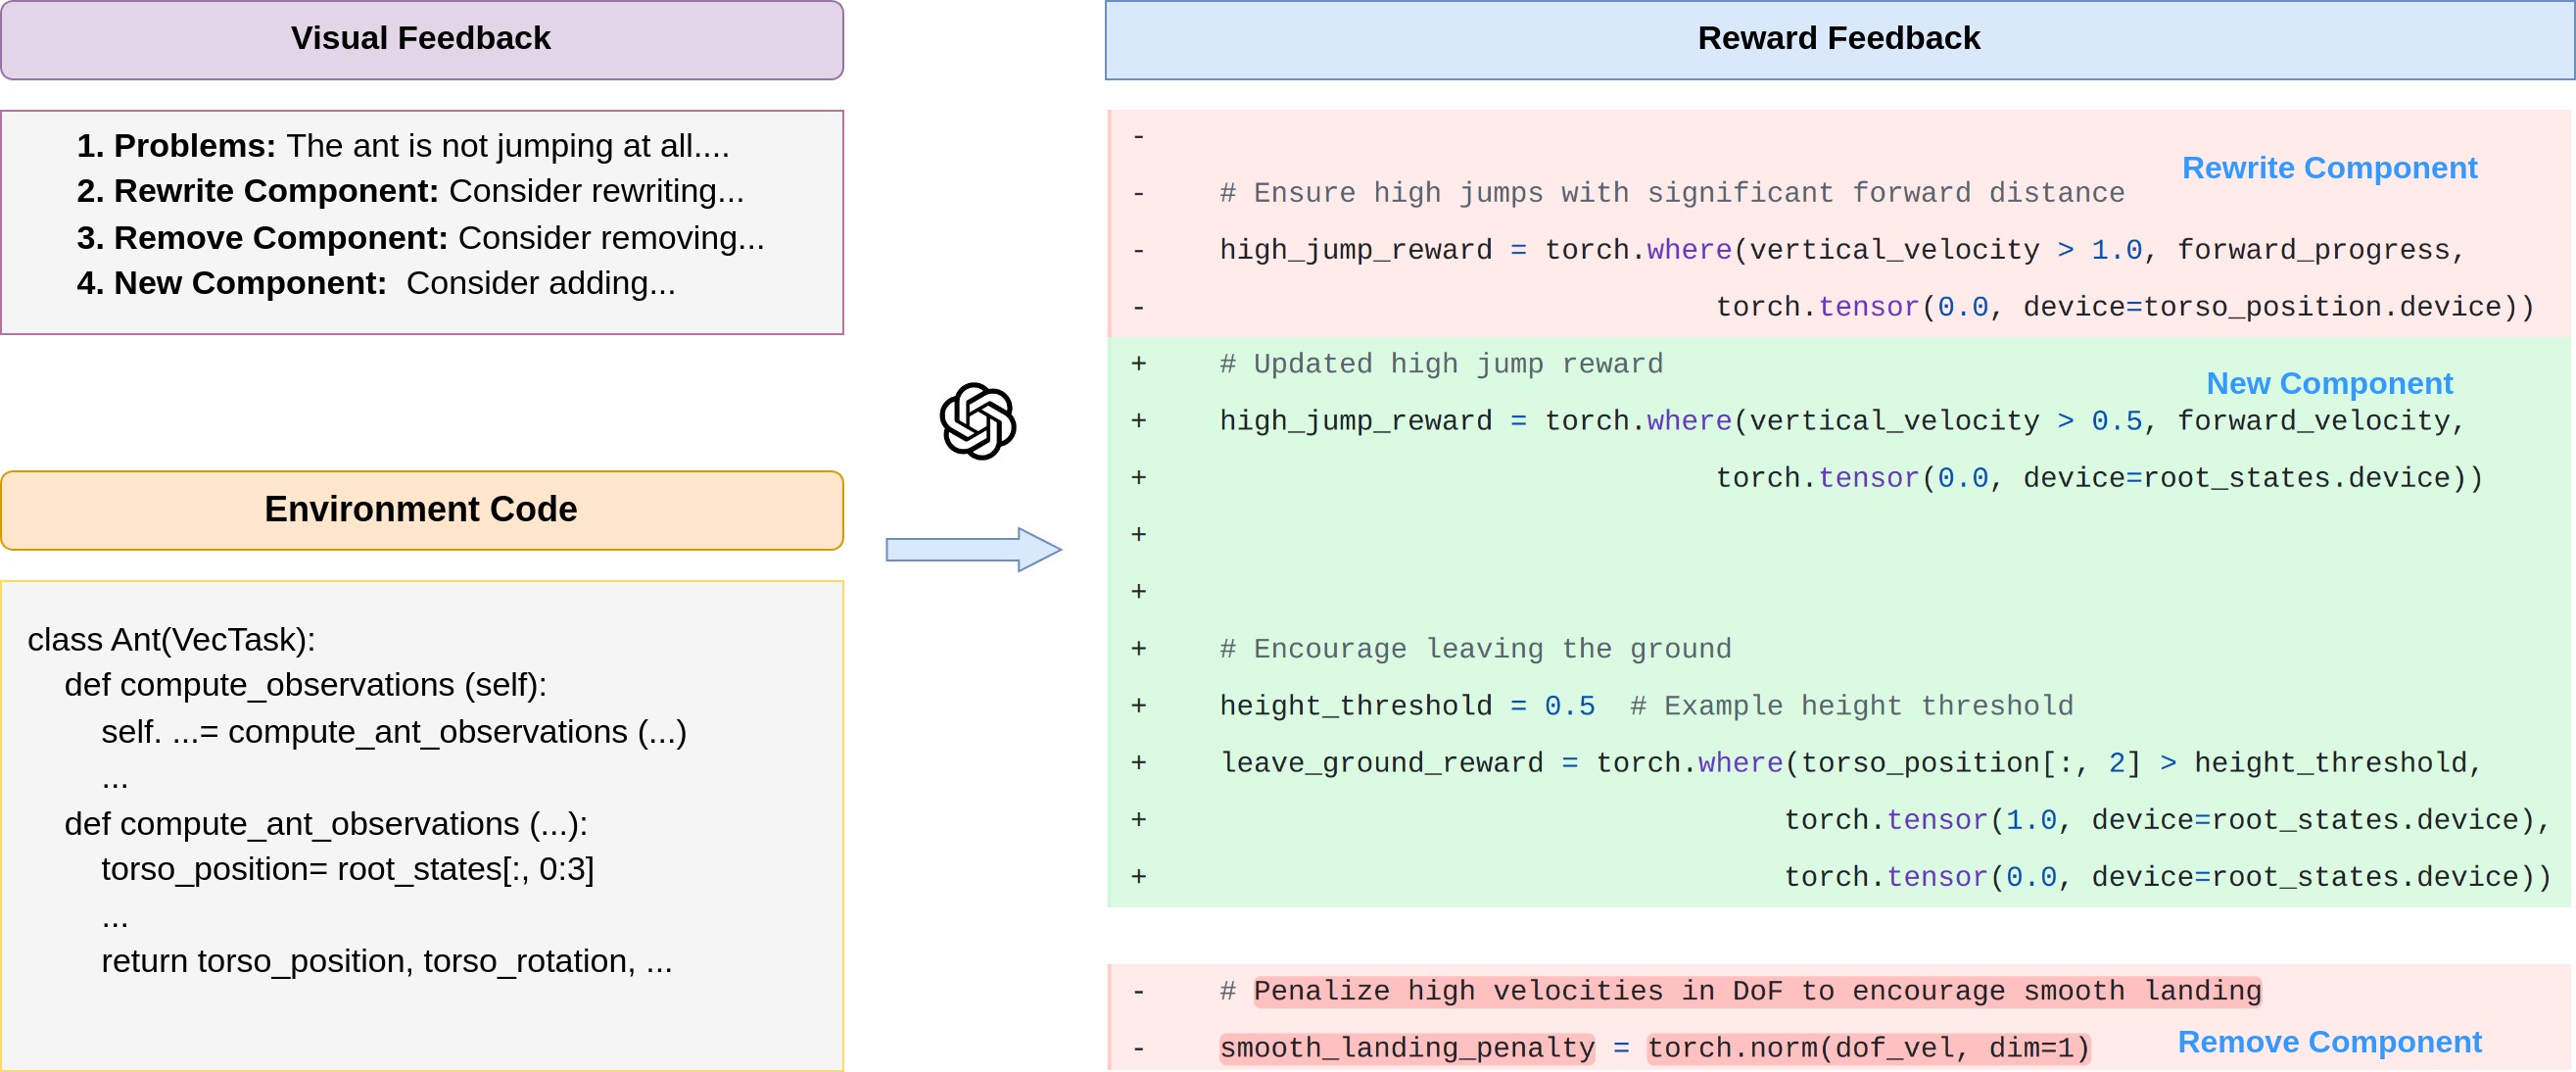 Visual Feedback
1. Problems: The ant is not jumping at all....
2. Rewrite Component: Consider rewriting...
3. Remove Component: Consider removing...
4. New Component:  Consider adding...
Environment Code
class Ant(VecTask):
    def compute_observations (self):
        self. ...= compute_ant_observations (...)
        ...
    def compute_ant_observations (...):
        torso_position= root_states[:, 0:3]
        ...
        return torso_position, torso_rotation, ...
Reward Feedback
-
Rewrite Component
-    # Ensure high jumps with significant forward distance
-    high_jump_reward = torch.where(vertical_velocity > 1.0, forward_progress,
-                                 torch.tensor(0.0, device=torso_position.device))
+    # Updated high jump reward
New Component
+    high_jump_reward = torch.where(vertical_velocity > 0.5, forward_velocity,
+                                 torch.tensor(0.0, device=root_states.device))
+
+
+    # Encourage leaving the ground
+    height_threshold = 0.5  # Example height threshold
+    leave_ground_reward = torch.where(torso_position[:, 2] > height_threshold,
+                                     torch.tensor(1.0, device=root_states.device),
+                                     torch.tensor(0.0, device=root_states.device))
-    # Penalize high velocities in DoF to encourage smooth landing
-    smooth_landing_penalty = torch.norm(dof_vel, dim=1)
Remove Component